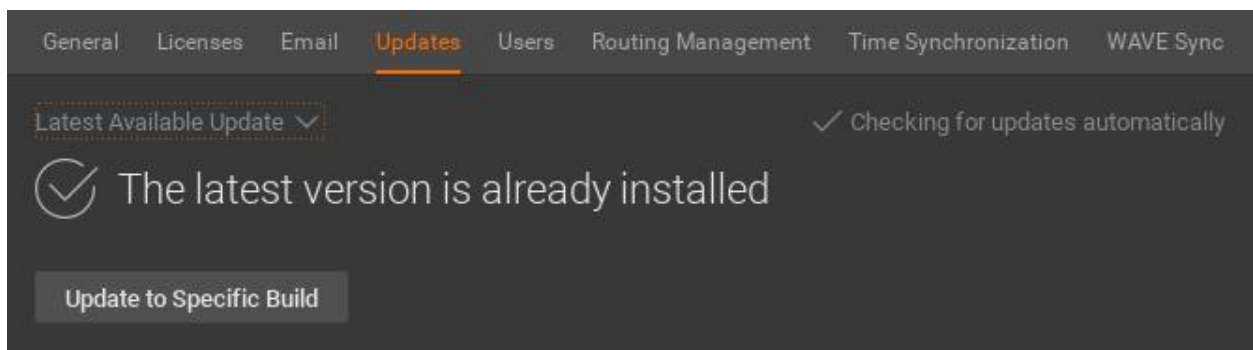 General Licenses Email Updates Users Routing Management Time Synchronization WAVE Sync
Latest Available Update Checking for updates automatically
The latest version is already installed
Update to Specific Build